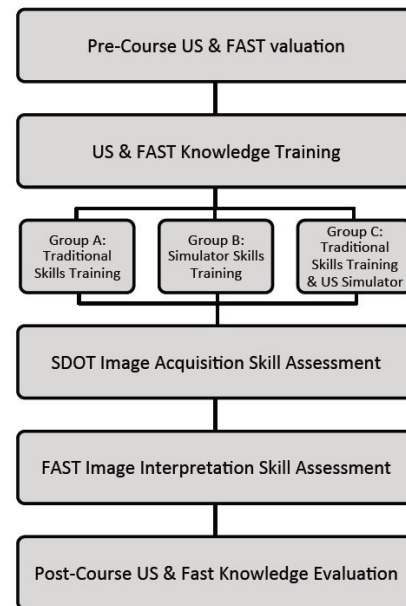 Pre-Course US & FAST valuation
US & FAST Knowledge Training
Group A:
Traditional
Skills Training
Group B:
Simulator Skills
Training
Group C:
Traditional
Skills Training
& US Simulator
SDOT Image Acquisition Skill Assessment
FAST Image Interpretation Skill Assessment
Post-Course US & Fast Knowledge Evaluation